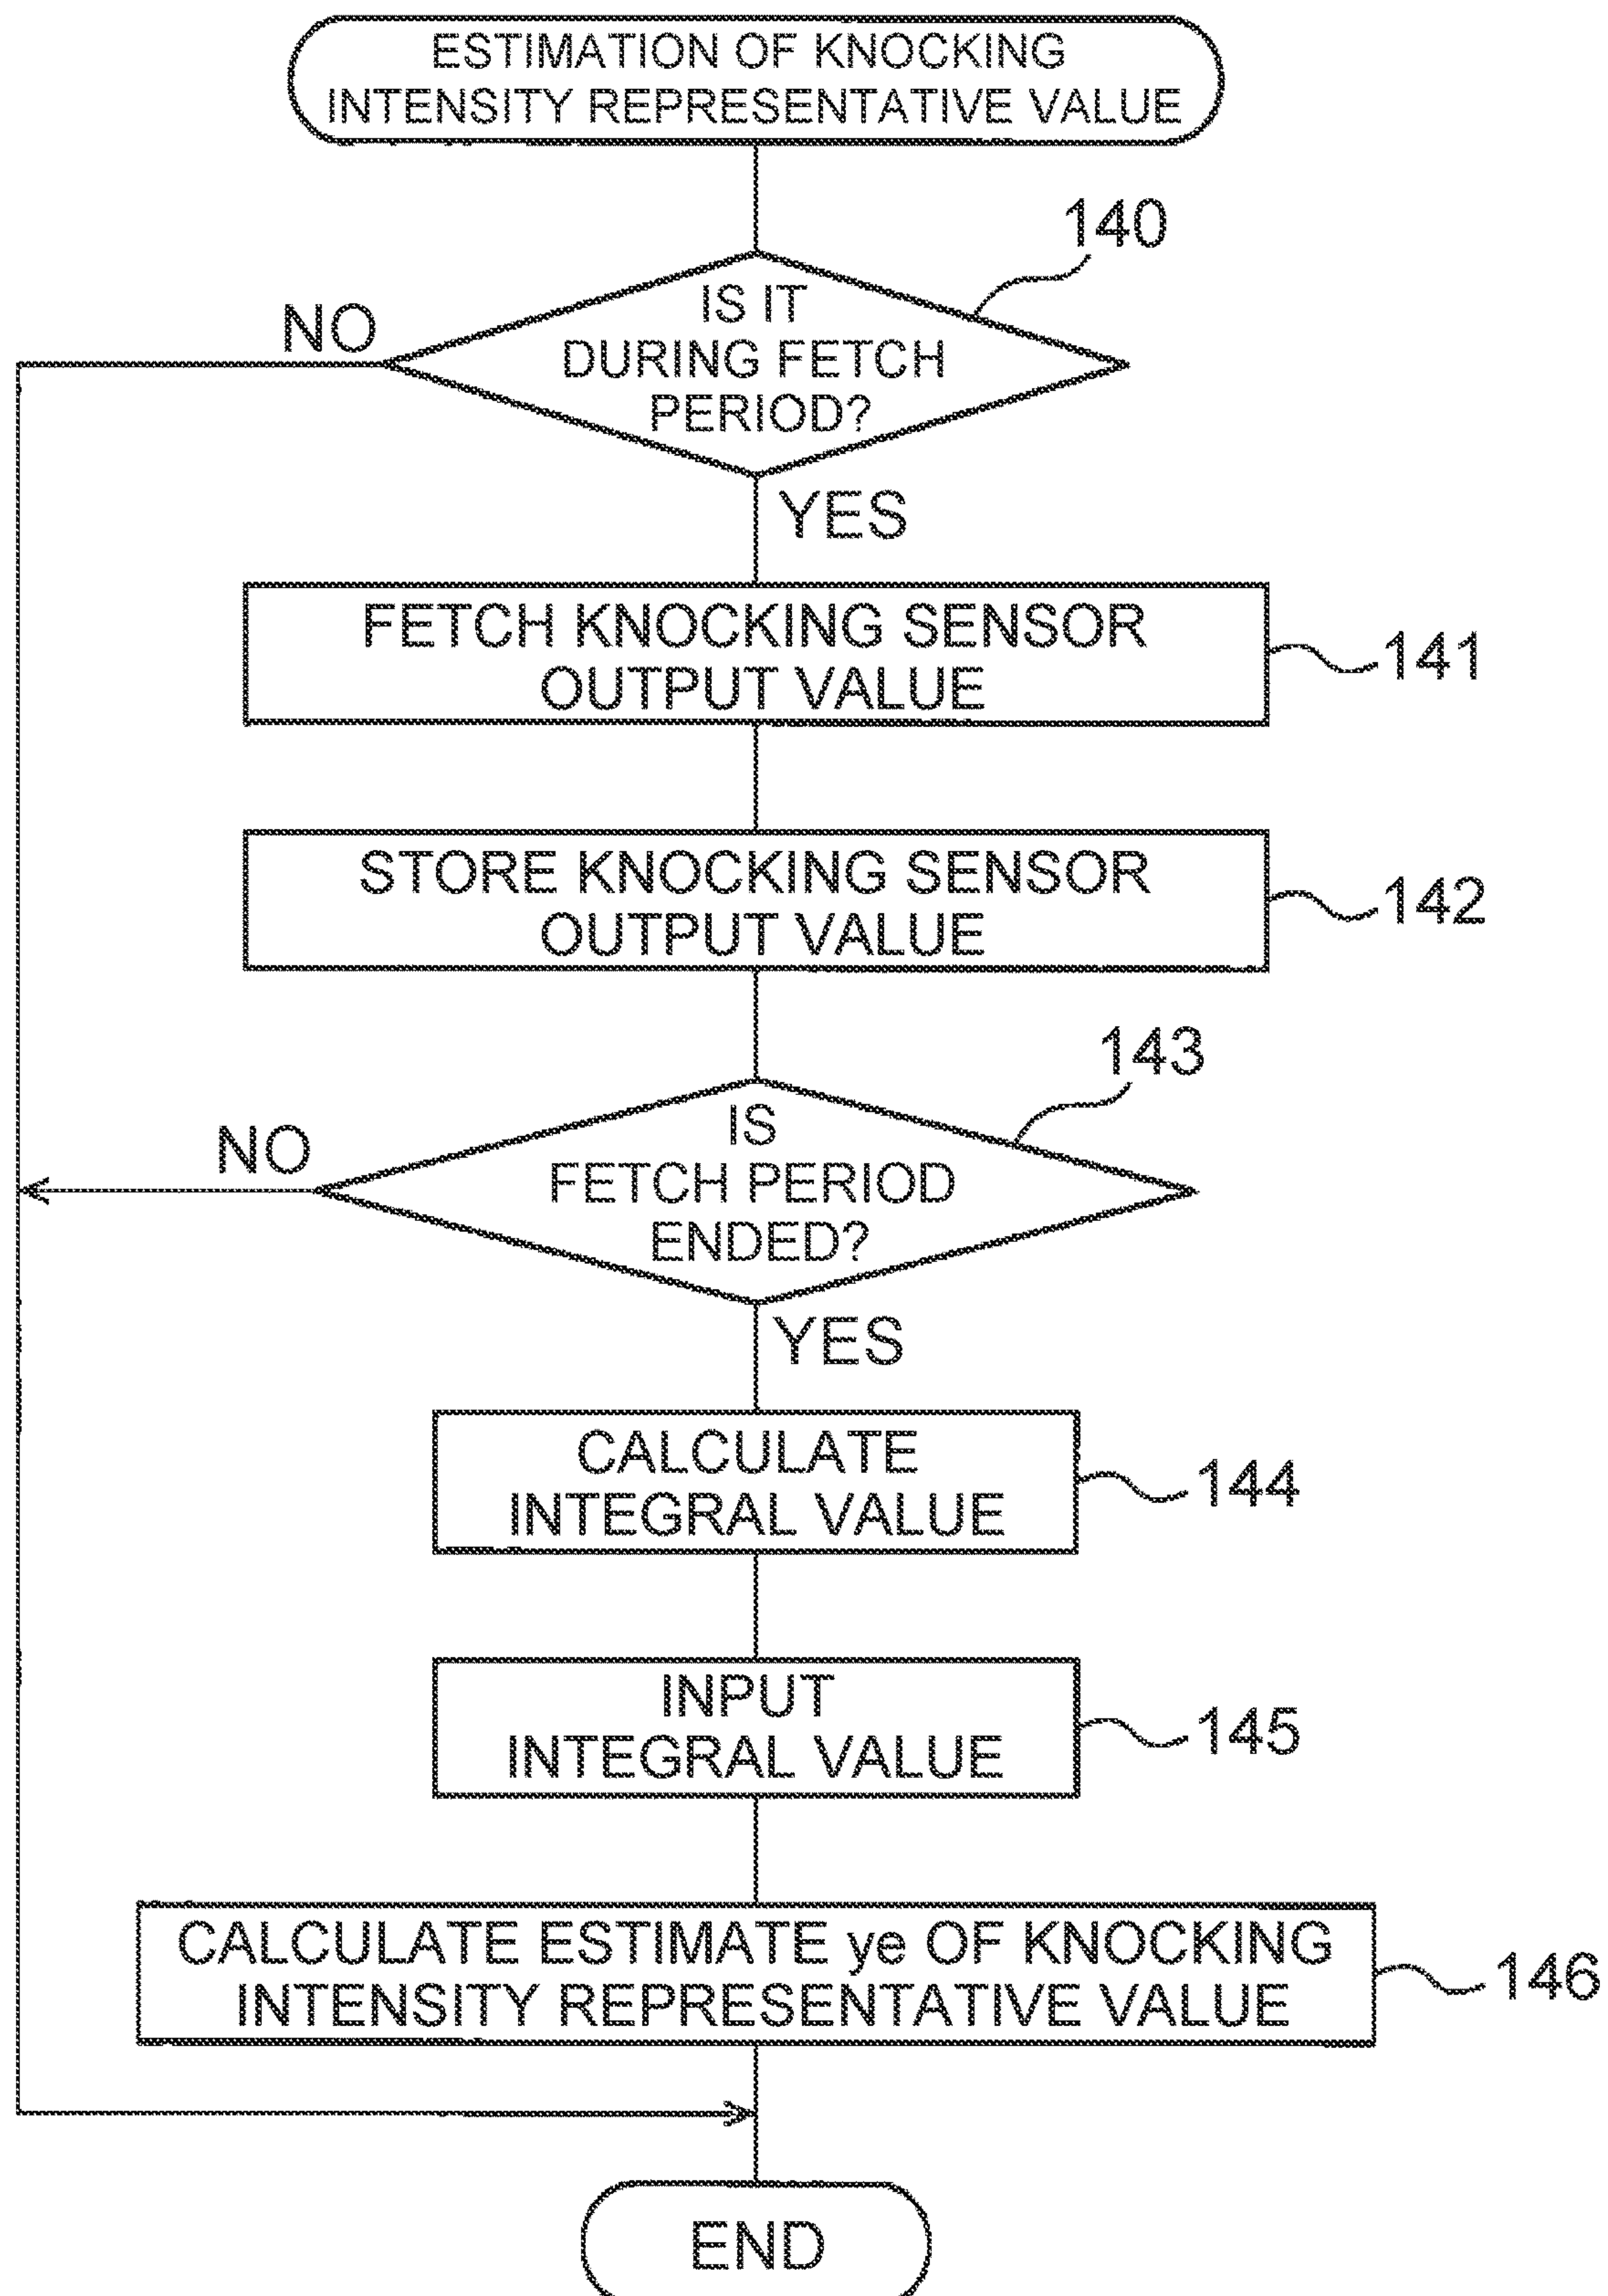 ESTIMATION OF KNOCKING
INTENSITY REPRESENTATIVE VALUE
140
IS IT
DURING FETCH
PERIOD?
NO
YES
FETCH KNOCKING SENSOR
OUTPUT VALUE
141
STORE KNOCKING SENSOR
OUTPUT VALUE
142
143
IS
FETCH PERIOD
ENDED?
NO
YES
CALCULATE
INTEGRAL VALUE
144
INPUT
INTEGRAL VALUE
145
CALCULATE ESTIMATE ye OF KNOCKING
INTENSITY REPRESENTATIVE VALUE
146
END